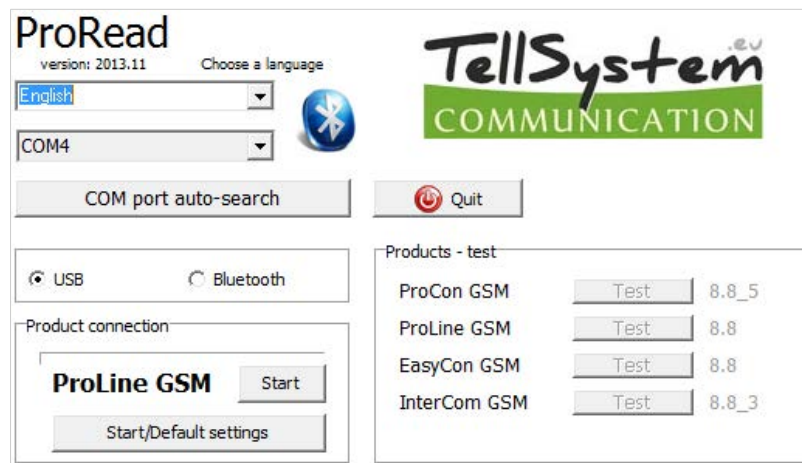 ProRead
version: 2013.11
Choose a language
English
COM4
COM port auto-search
TellSystem.eu
COMMUNICATION
Quit
USB
Bluetooth
Product connection
ProLine GSM
Start
Start/Default settings
Products - test
ProCon GSM Test 8.8_5
ProLine GSM Test 8.8
EasyCon GSM Test 8.8
InterCom GSM Test 8.8_3